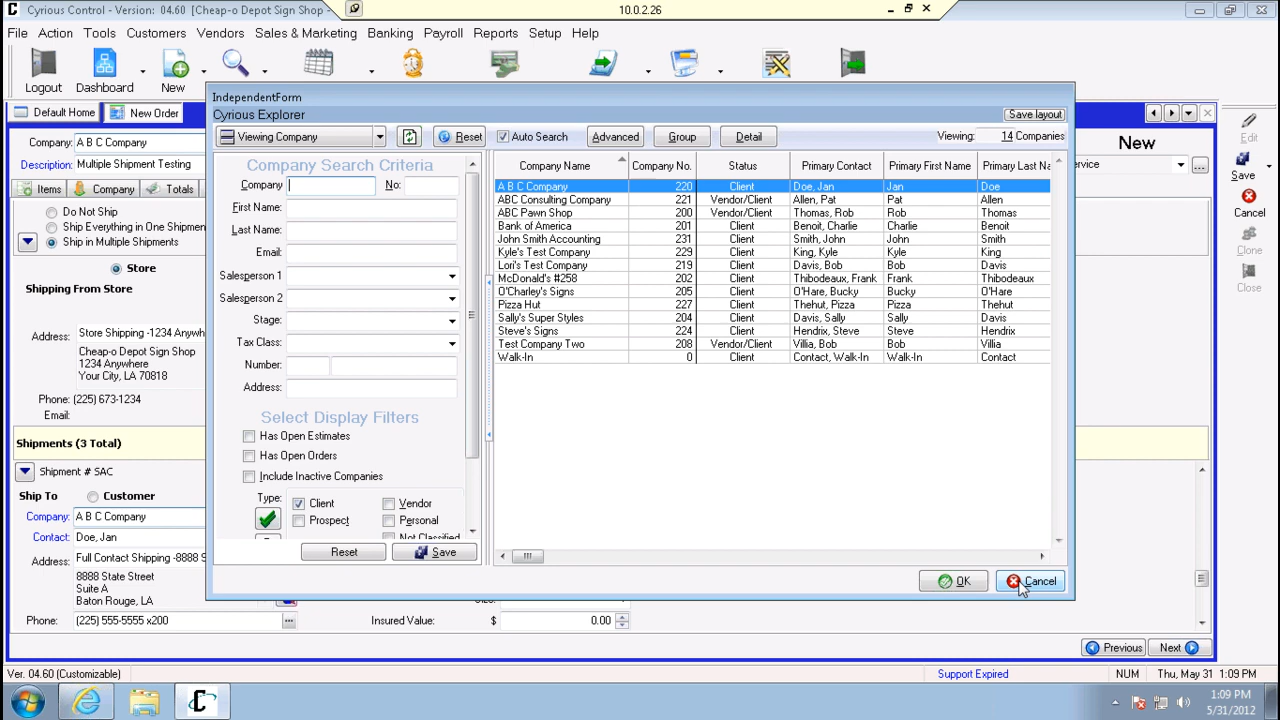 Cyrious Control - Version: 04.60 [Cheap-o Depot Sign Shop -
10.0.2.26
File Action Tools Customers Vendors Sales & Marketing Banking Payroll Reports Setup Help
Logout Dashboard New
Default Home New Order
Company: A B C Company
Description: Multiple Shipment Testing
Items Company Totals
Do Not Ship
Ship Everything in One Shipmen
Ship in Multiple Shipments
Store
Shipping From Store
Address: Store Shipping -1234 Anywh
Cheap-o Depot Sign Shop
1234 Anywhere
Your City, LA 70818
Phone: (225) 673-1234
Email:
Shipments (3 Total)
Shipment # SAC
Ship To Customer
Company: A B C Company
Contact: Doe, Jan
Address: Full Contact Shipping -8888 S
8888 State Street
Suite A
Baton Rouge, LA
Phone: (225) 555-5555 x200
Insured Value: $ 0.00
IndependentForm
Cyrious Explorer
Save layout
Viewing Company Reset Auto Search Advanced Group Detail Viewing: 14 Companies
Company Search Criteria
Company No:
First Name:
Last Name:
Email:
Salesperson 1
Salesperson 2
Stage:
Tax Class:
Number:
Address:
Select Display Filters
Has Open Estimates
Has Open Orders
Include Inactive Companies
Type: Client Vendor
Prospect Personal
Not Classified
Reset Save
Company Name Company No. Status Primary Contact Primary First Name Primary Last Na
A B C Company 220 Client Doe, Jan Jan Doe
ABC Consulting Company 221 Vendor/Client Allen, Pat Pat Allen
ABC Pawn Shop 200 Vendor/Client Thomas, Rob Rob Thomas
Bank of America 201 Client Benoit, Charlie Charlie Benoit
John Smith Accounting 231 Client Smith, John John Smith
Kyle's Test Company 229 Client King, Kyle Kyle King
Lori's Test Company 219 Client Davis, Bob Bob Davis
McDonald's #258 202 Client Thibodeaux, Frank Frank Thibodeaux
O'Charley's Signs 205 Client O'Hare, Bucky Bucky O'Hare
Pizza Hut 227 Client Thehut, Pizza Pizza Thehut
Sally's Super Styles 204 Client Davis, Sally Sally Davis
Steve's Signs 224 Client Hendrix, Steve Steve Hendrix
Test Company Two 208 Vendor/Client Villia, Bob Bob Villia
Walk-In 0 Client Contact, Walk-In Walk-In Contact
OK Cancel
New
ervice
Edit
Save
Cancel
Clone
Close
Previous Next
Ver. 04.60 (Customizable) Support Expired NUM Thu, May 31 1:09 PM
1:09 PM
5/31/2012